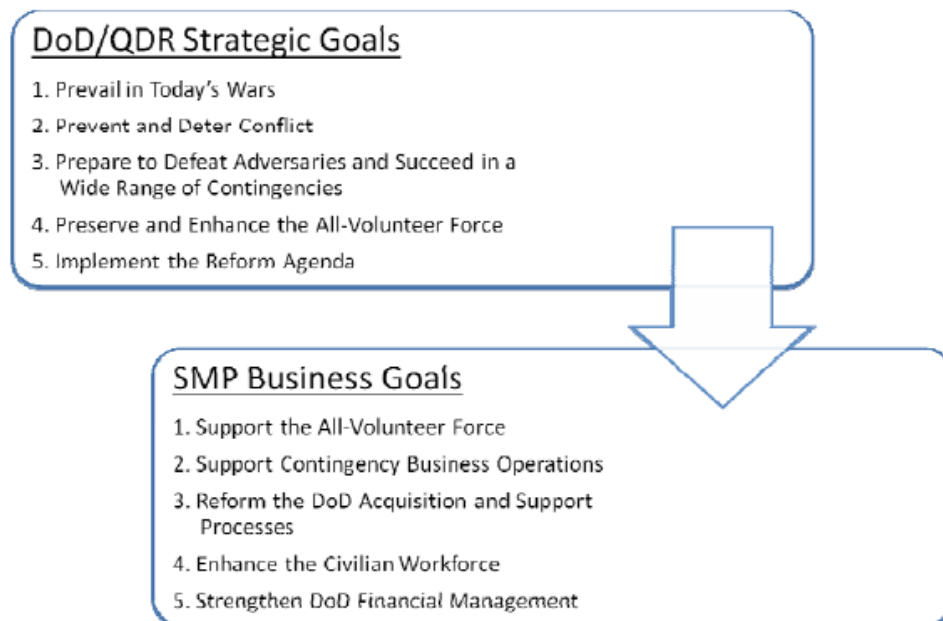 DoD/QDR Strategic Goals
1. Prevail in Today's Wars
2. Prevent and Deter Conflict
3. Prepare to Defeat Adversaries and Succeed in a
Wide Range of Contingencies
4. Preserve and Enhance the All-Volunteer Force
5. Implement the Reform Agenda
SMP Business Goals
1. Support the All-Volunteer Force
2. Support Contingency Business Operations
3. Reform the DoD Acquisition and Support
Processes
4. Enhance the Civilian Workforce
5. Strengthen DoD Financial Management